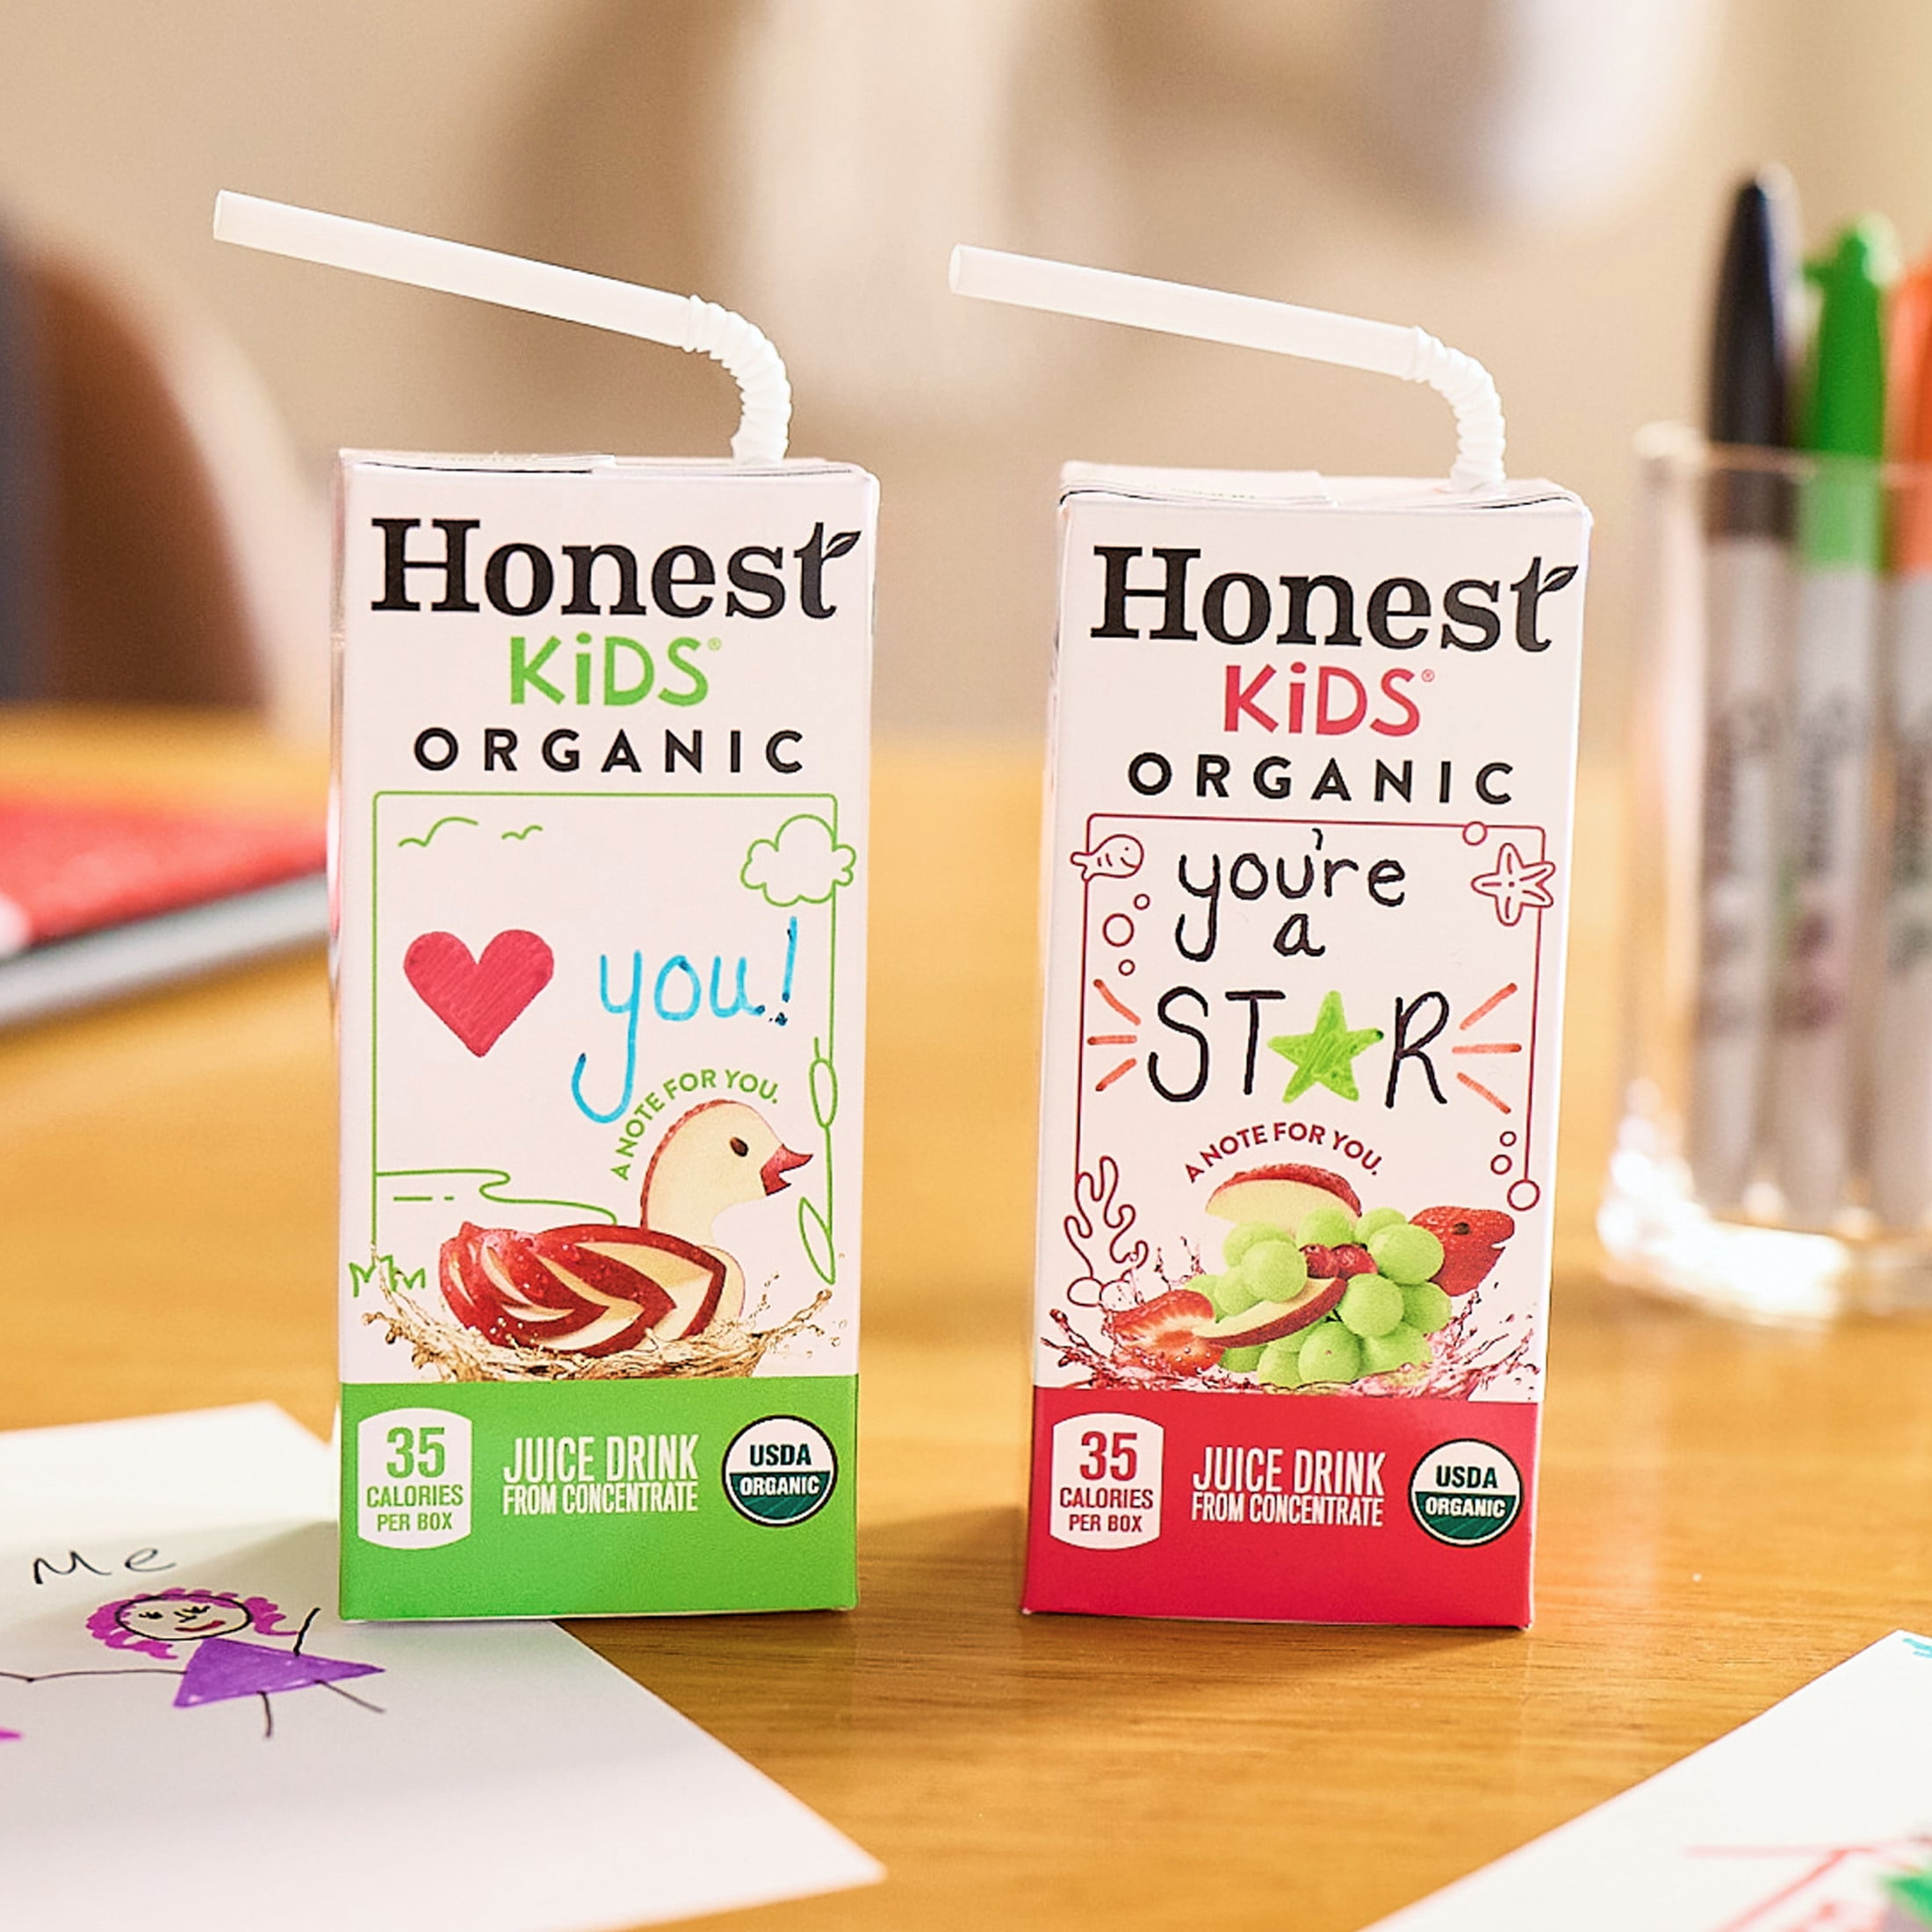 Honest
KiDS®
ORGANIC
you!
A NOTE FOR YOU.
35
CALORIES
PER BOX
JUICE DRINK
FROM CONCENTRATE
USDA
ORGANIC
Honest
KiDS®
ORGANIC
you're
a
ST★R
A NOTE FOR YOU.
35
CALORIES
PER BOX
JUICE DRINK
FROM CONCENTRATE
USDA
ORGANIC
Me